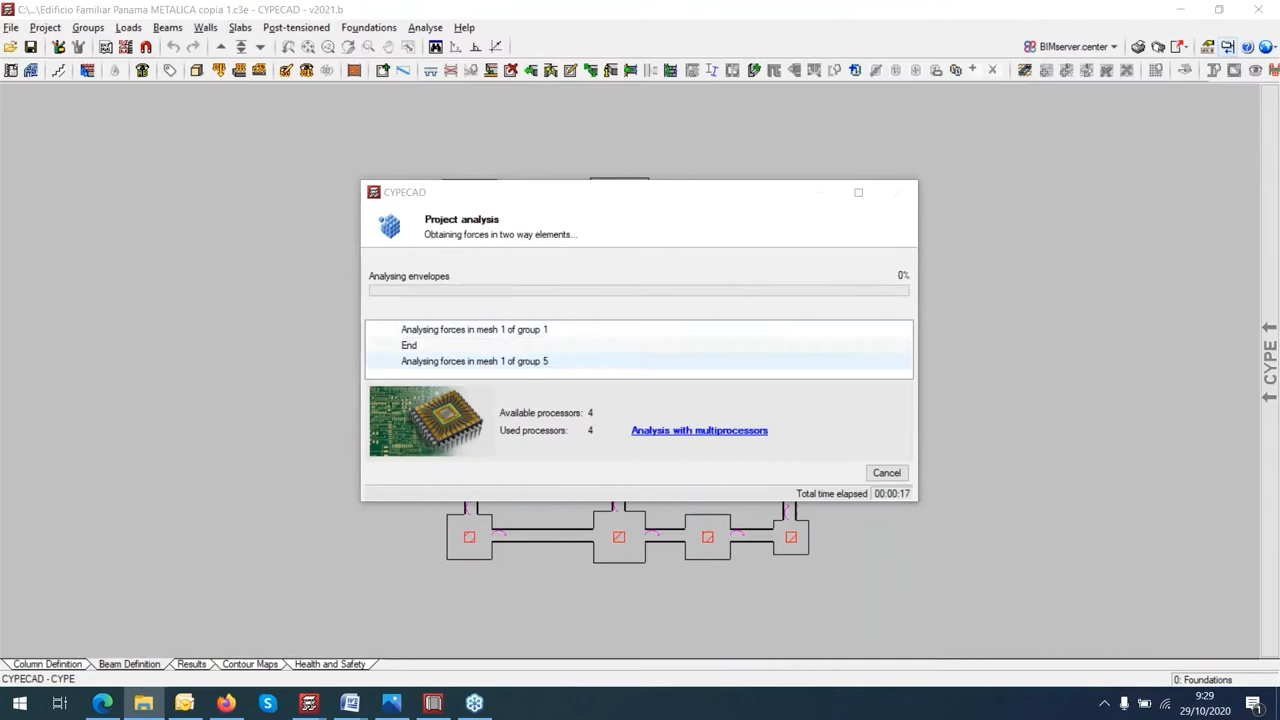 C:\...\Edificio Familiar Panama METALICA copia 1.c3e - CYPECAD - v2021.b
File Project Groups Loads Beams Walls Slabs Post-tensioned Foundations Analyse Help
BIMserver.center
CYPECAD
Project analysis
Obtaining forces in two way elements...
Analysing envelopes 0%
Analysing forces in mesh 1 of group 1
End
Analysing forces in mesh 1 of group 5
Available processors: 4
Used processors: 4 Analysis with multiprocessors
Cancel
Total time elapsed 00:00:17
CYPE
Column Definition Beam Definition Results Contour Maps Health and Safety
CYPECAD - CYPE 0: Foundations
9:29
29/10/2020
1